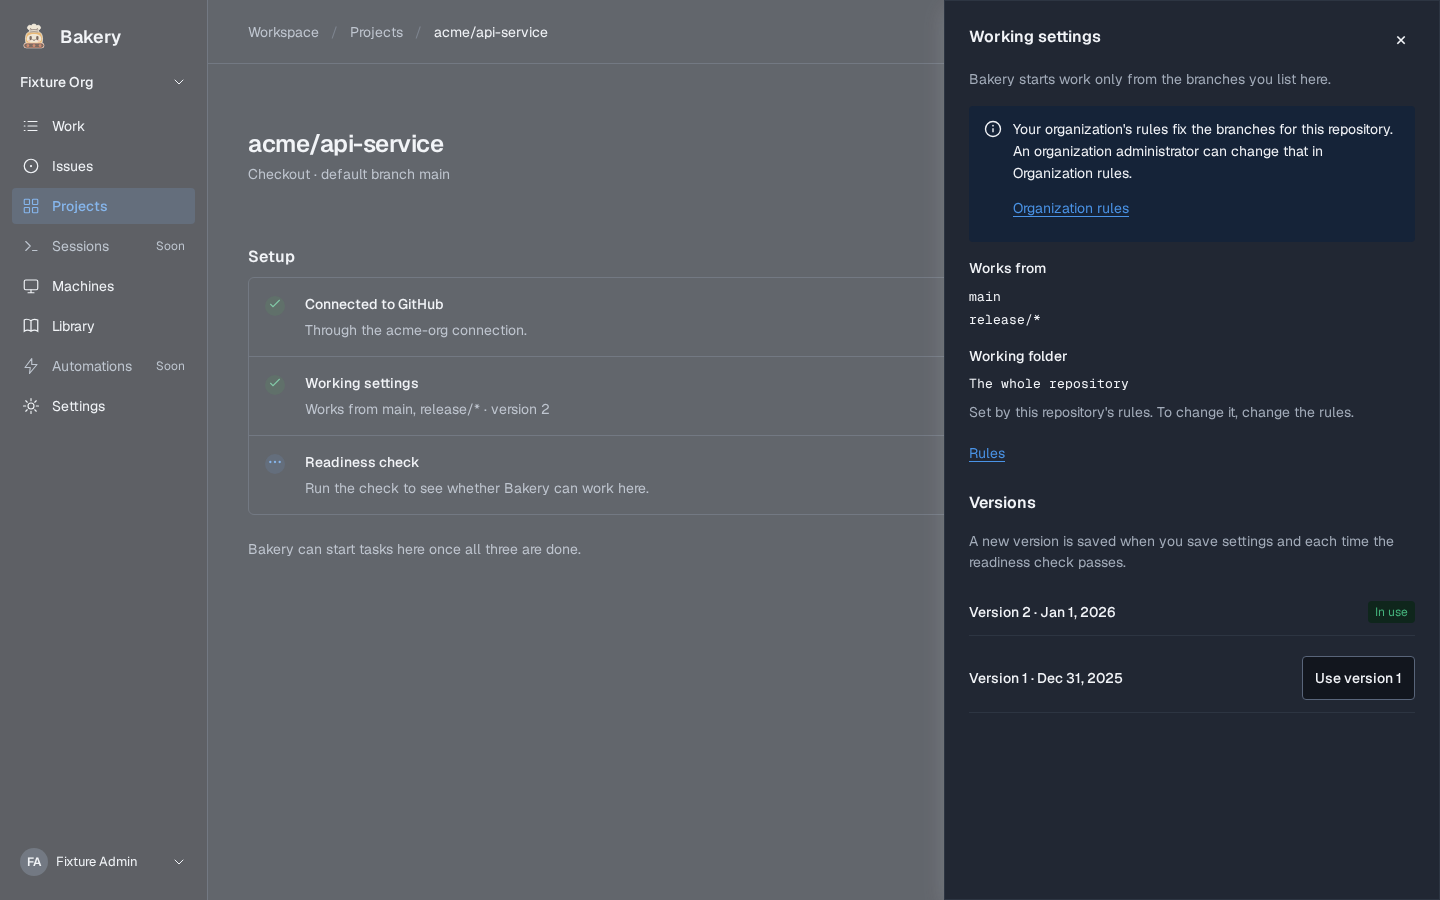 Bakery
Fixture Org
Work
Issues
Projects
Sessions Soon
Machines
Library
Automations Soon
Settings
FA Fixture Admin
Workspace / Projects / acme/api-service
acme/api-service
Checkout · default branch main
Setup
Connected to GitHub
Through the acme-org connection.
Working settings
Works from main, release/* · version 2
Readiness check
Run the check to see whether Bakery can work here.
Bakery can start tasks here once all three are done.
Working settings
Bakery starts work only from the branches you list here.
Your organization's rules fix the branches for this repository.
An organization administrator can change that in
Organization rules.
Organization rules
Works from
main
release/*
Working folder
The whole repository
Set by this repository's rules. To change it, change the rules.
Rules
Versions
A new version is saved when you save settings and each time the
readiness check passes.
Version 2 · Jan 1, 2026 In use
Version 1 · Dec 31, 2025 Use version 1